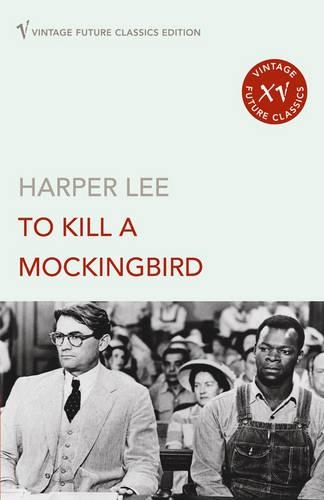 V VINTAGE FUTURE CLASSICS EDITION
VINTAGE
XV
FUTURE CLASSICS
HARPER LEE
TO KILL A
MOCKINGBIRD